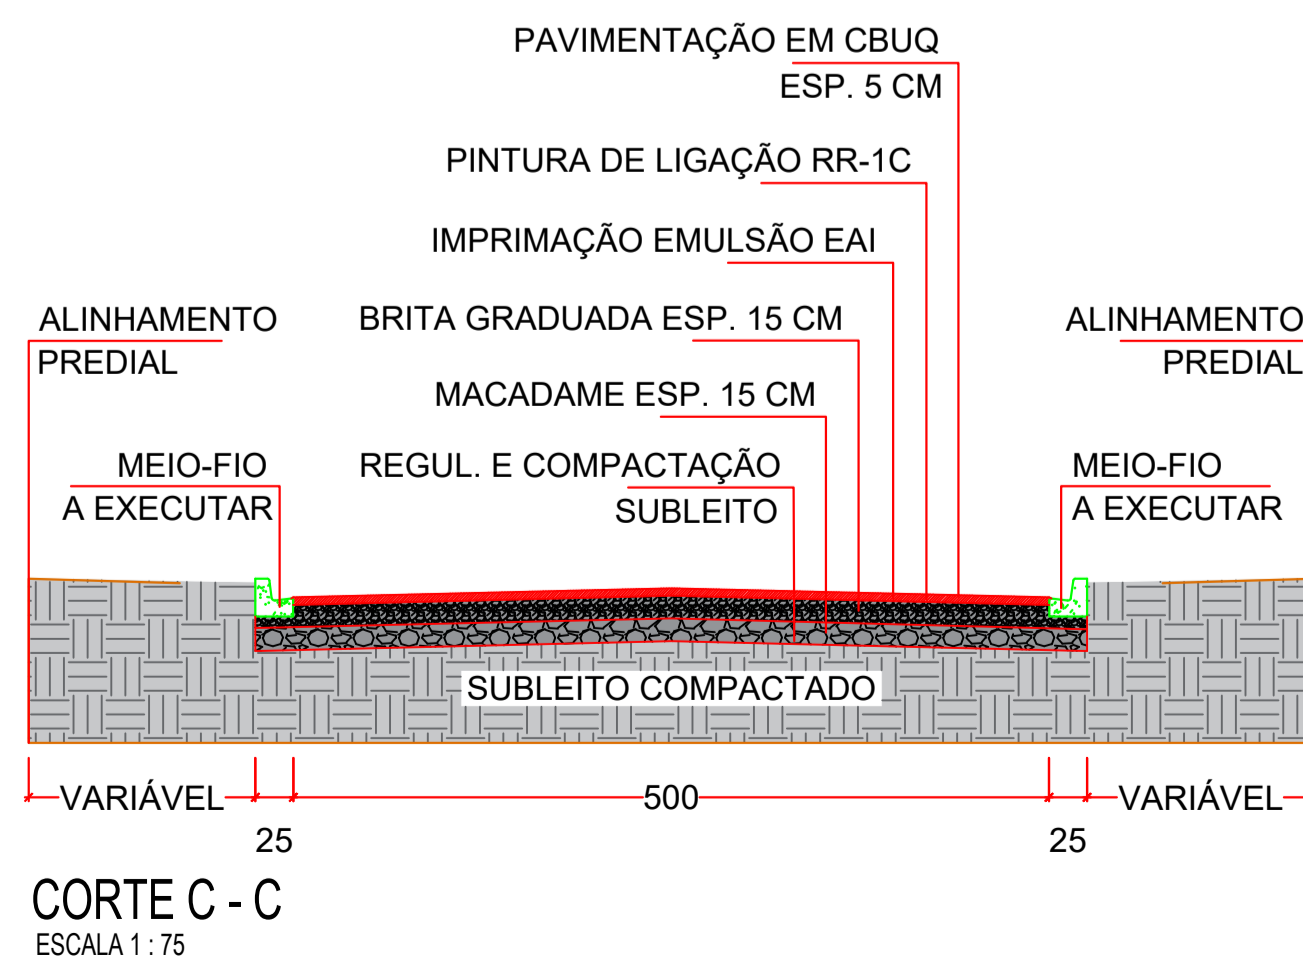 PAVIMENTAÇÃO EM CBUQ
ESP. 5 CM
PINTURA DE LIGAÇÃO RR-1C
IMPRIMAÇÃO EMULSÃO EAI
BRITA GRADUADA ESP. 15 CM
MACADAME ESP. 15 CM
REGUL. E COMPACTAÇÃO
SUBLEITO
ALINHAMENTO
PREDIAL
MEIO-FIO
A EXECUTAR
ALINHAMENTO
PREDIAL
MEIO-FIO
A EXECUTAR
SUBLEITO COMPACTADO
VARIÁVEL
25
500
25
VARIÁVEL
CORTE C - C
ESCALA 1 : 75